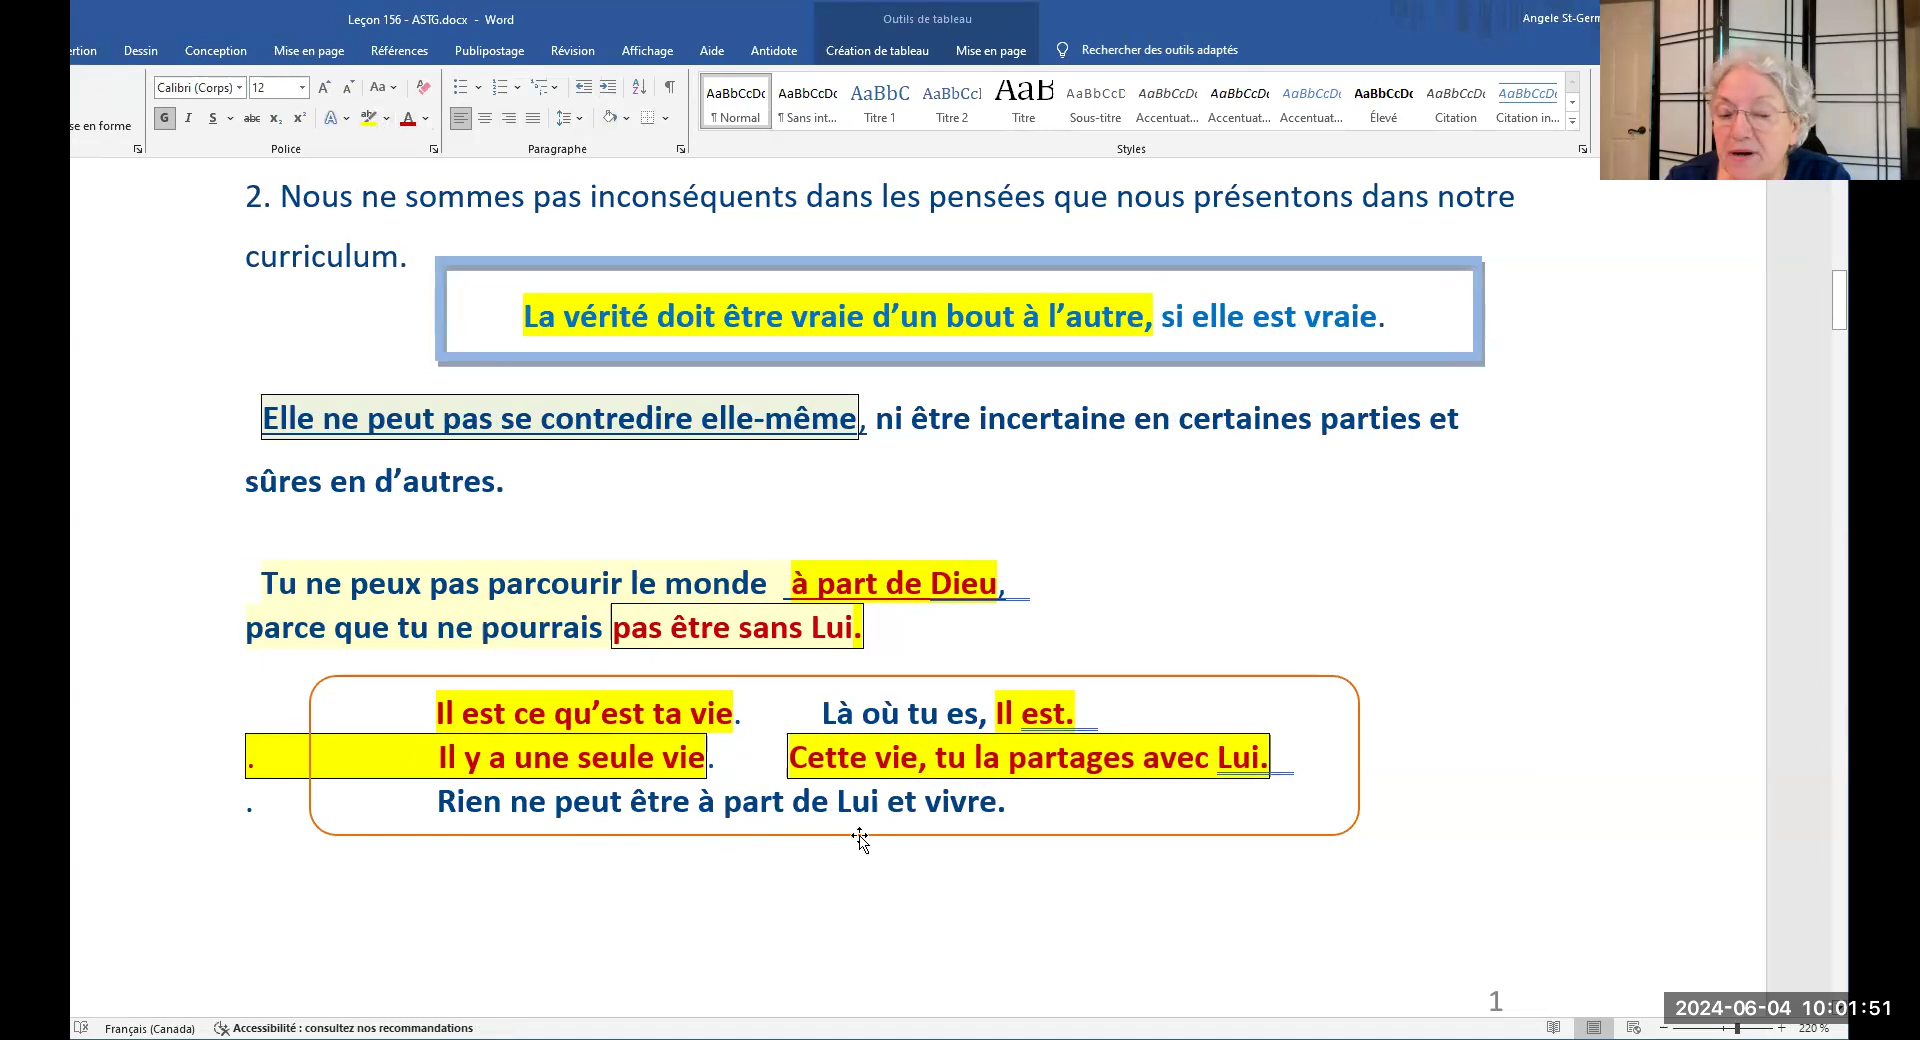 Leçon 156 - ASTG.docx - Word
Outils de tableau
Angele St-Germ
ertion Dessin Conception Mise en page Références Publipostage Révision Affichage Aide Antidote Création de tableau Mise en page Rechercher des outils adaptés
Calibri (Corps) 12 Aa
AaBbCcDc AaBbCcDc AaBbC AaBbCcl AaB AaBbCcD AaBbCcDc AaBbCcDc AaBbCcDc AaBbCcDc AaBbCcDc AaBbCcDc
se en forme G I S abc x₂ x² A ab A
¶ Normal ¶ Sans int... Titre 1 Titre 2 Titre Sous-titre Accentuat... Accentuat... Accentuat... Élevé Citation Citation in...
Police Paragraphe Styles
2. Nous ne sommes pas inconséquents dans les pensées que nous présentons dans notre
curriculum.
La vérité doit être vraie d’un bout à l’autre, si elle est vraie.
Elle ne peut pas se contredire elle-même, ni être incertaine en certaines parties et
sûres en d’autres.
Tu ne peux pas parcourir le monde à part de Dieu,
parce que tu ne pourrais pas être sans Lui.
Il est ce qu’est ta vie. Là où tu es, Il est.
. Il y a une seule vie. Cette vie, tu la partages avec Lui.
. Rien ne peut être à part de Lui et vivre.
1
2024-06-04 10:01:51
Français (Canada) Accessibilité : consultez nos recommandations 220 %